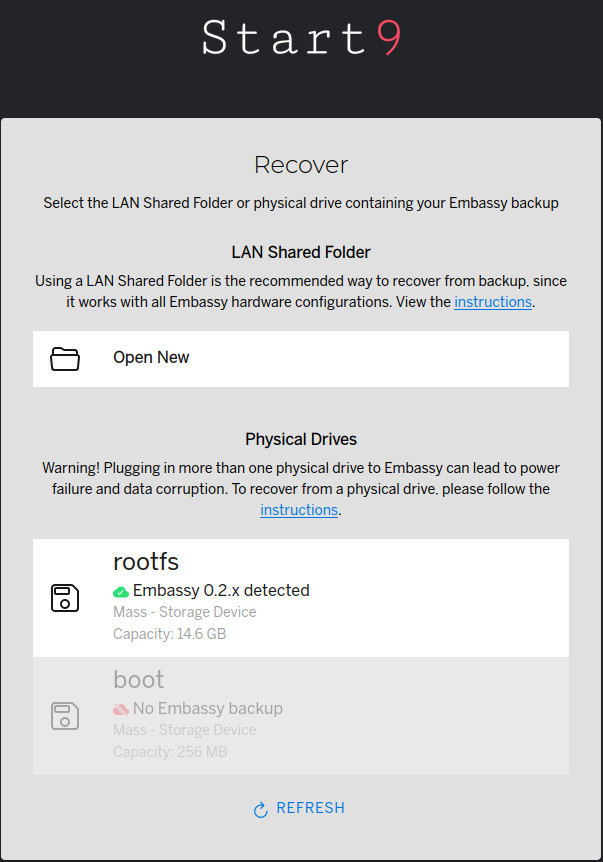 Start9
Recover
Select the LAN Shared Folder or physical drive containing your Embassy backup
LAN Shared Folder
Using a LAN Shared Folder is the recommended way to recover from backup, since
it works with all Embassy hardware configurations. View the instructions.
Open New
Physical Drives
Warning! Plugging in more than one physical drive to Embassy can lead to power
failure and data corruption. To recover from a physical drive, please follow the
instructions.
rootfs
Embassy 0.2.x detected
Mass - Storage Device
Capacity: 14.6 GB
boot
No Embassy backup
Mass - Storage Device
Capacity: 256 MB
REFRESH